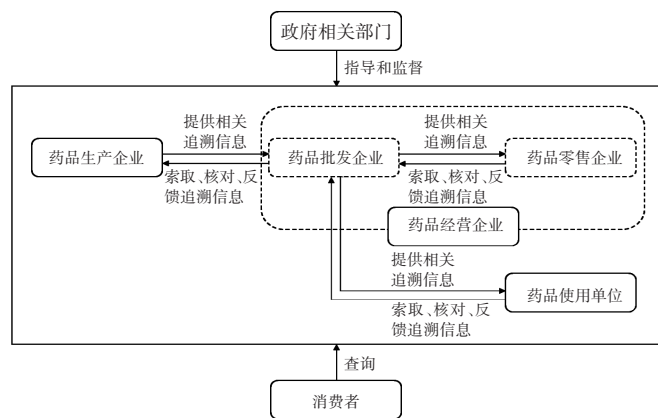 政府相关部门
指导和监督
提供相关
追溯信息
提供相关
追溯信息
药品生产企业
药品批发企业
药品零售企业
索取、核对、反
馈追溯信息
索取、核对、反
馈追溯信息
药品经营企业
提供相关
追溯信息
药品使用单位
索取、核对、反
馈追溯信息
查询
消费者